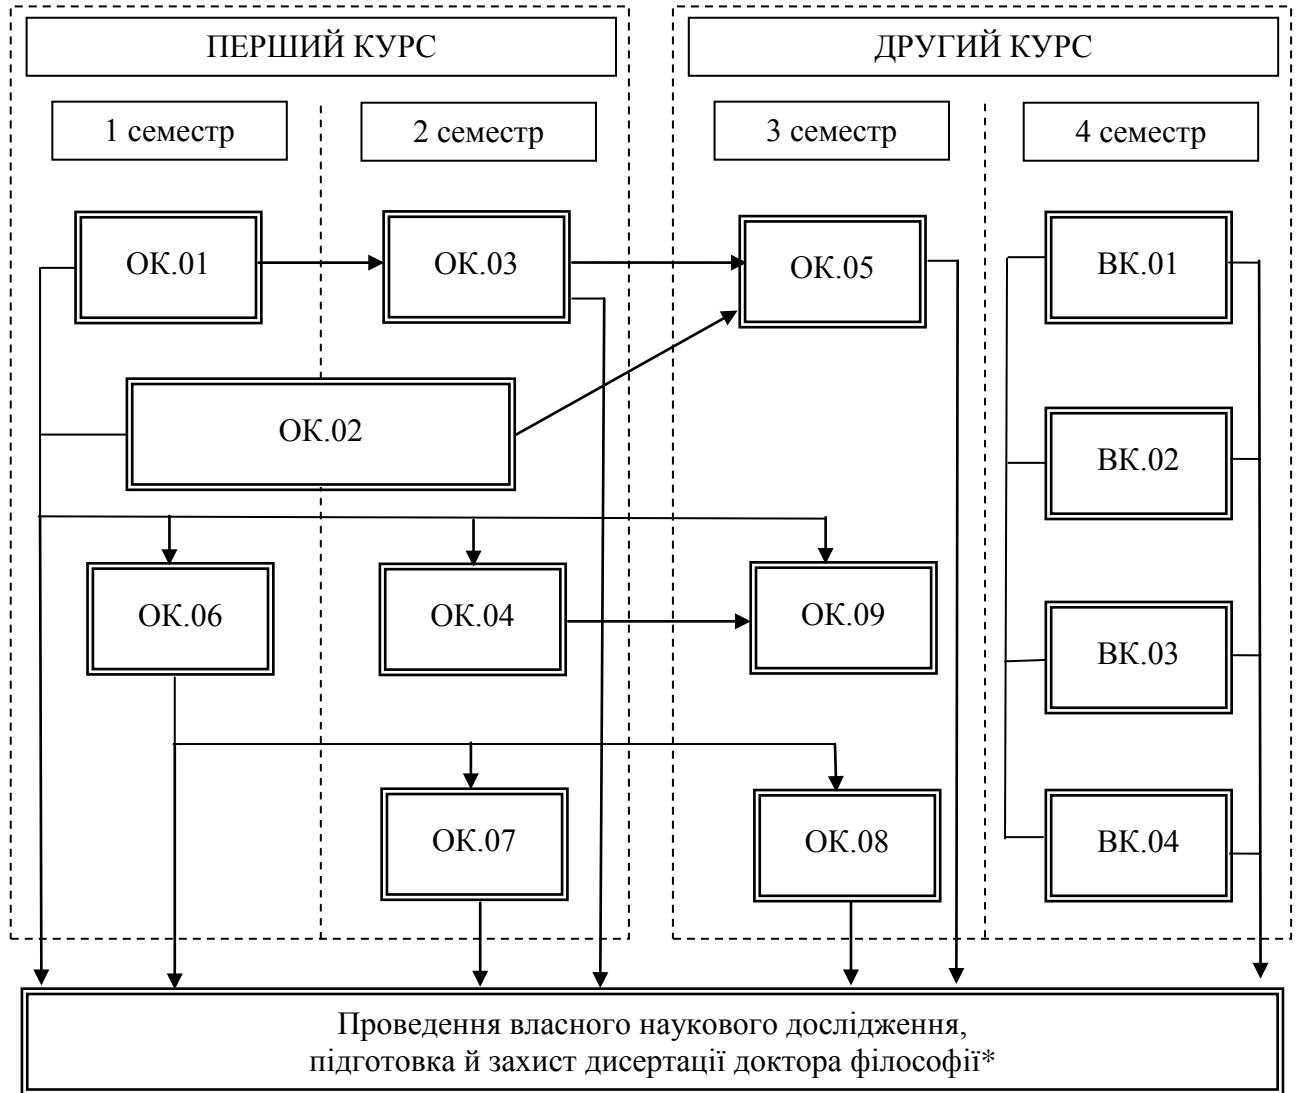 ПЕРШИЙ КУРС
ДРУГИЙ КУРС
1 семестр
2 семестр
3 семестр
4 семестр
ОК.01
ОК.03
ОК.05
ВК.01
ОК.02
ВК.02
ОК.06
ОК.04
ОК.09
ВК.03
ОК.07
ОК.08
ВК.04
Проведення власного наукового дослідження,
підготовка й захист дисертації доктора філософії*